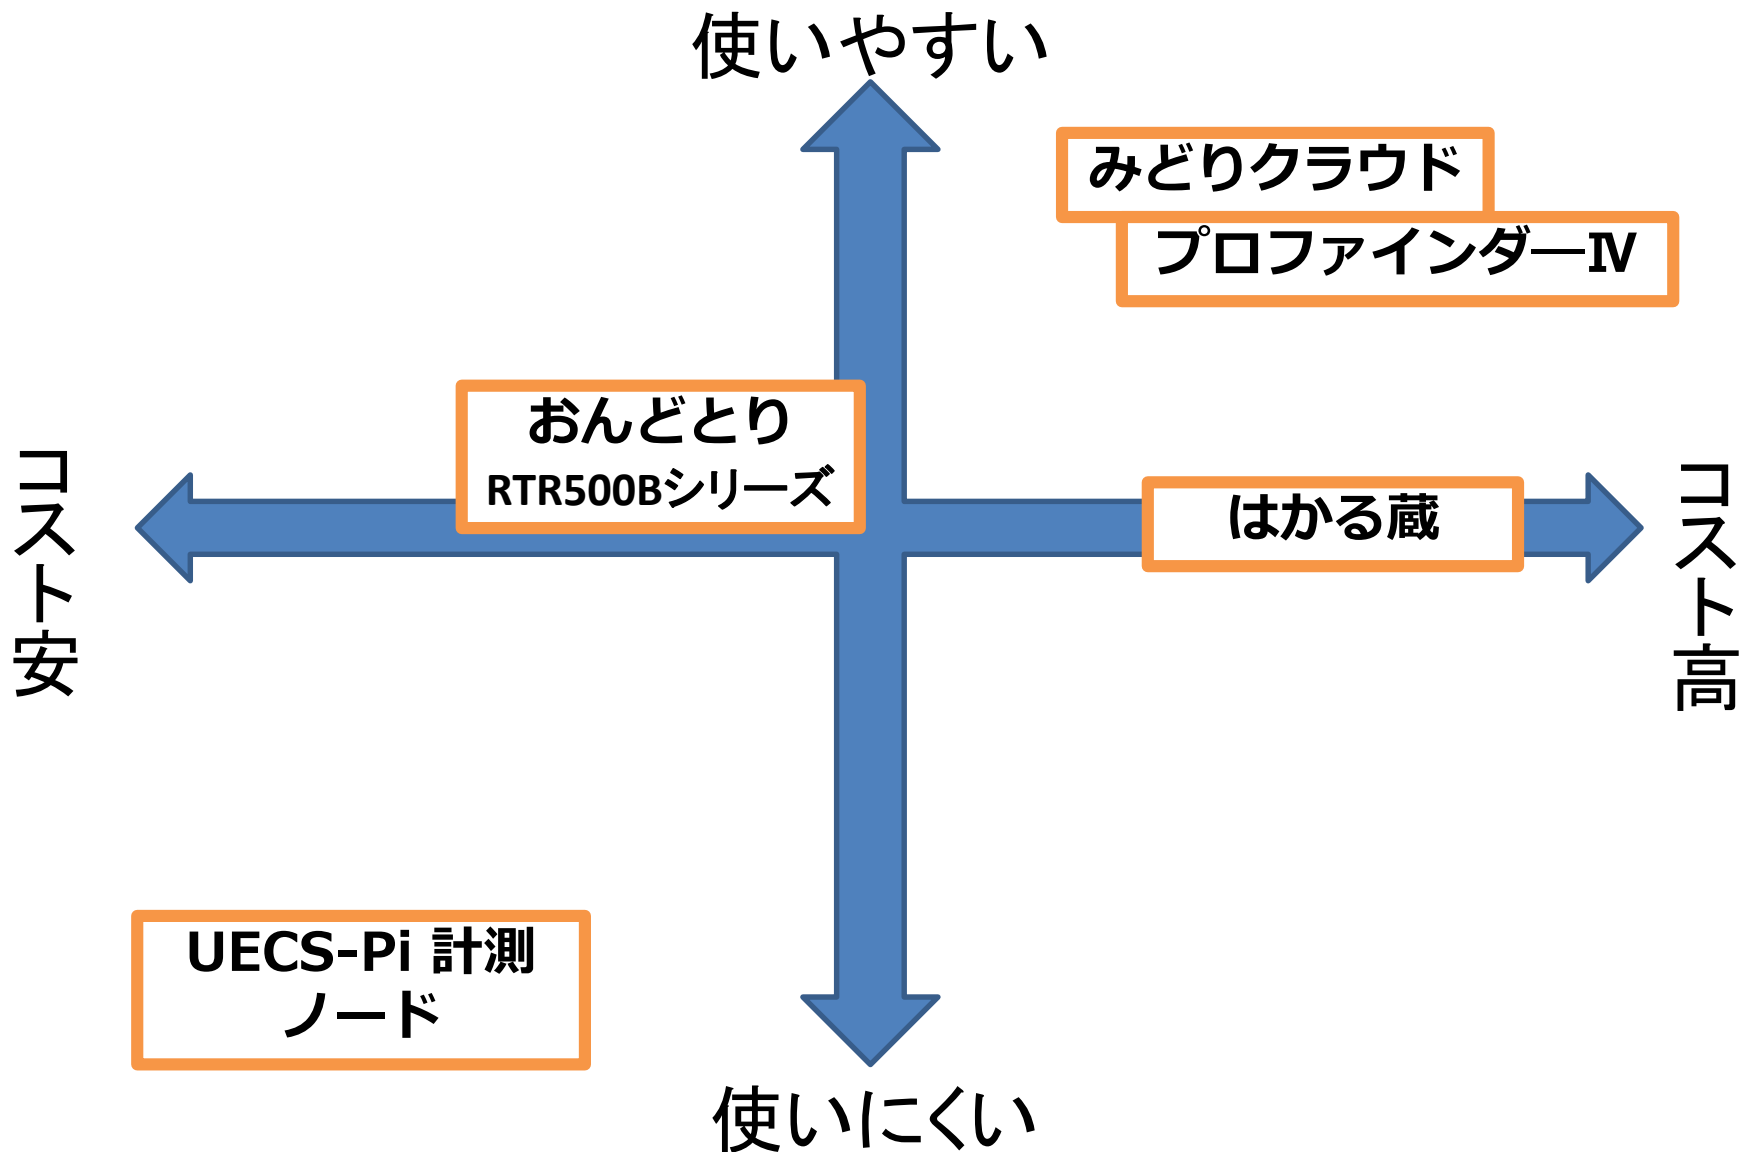 使いやすい
みどりクラウド
プロファインダ―Ⅳ
おんどとり
RTR500Bシリーズ
コスト安
はかる蔵
コスト高
UECS-Pi 計測
ノード
使いにくい